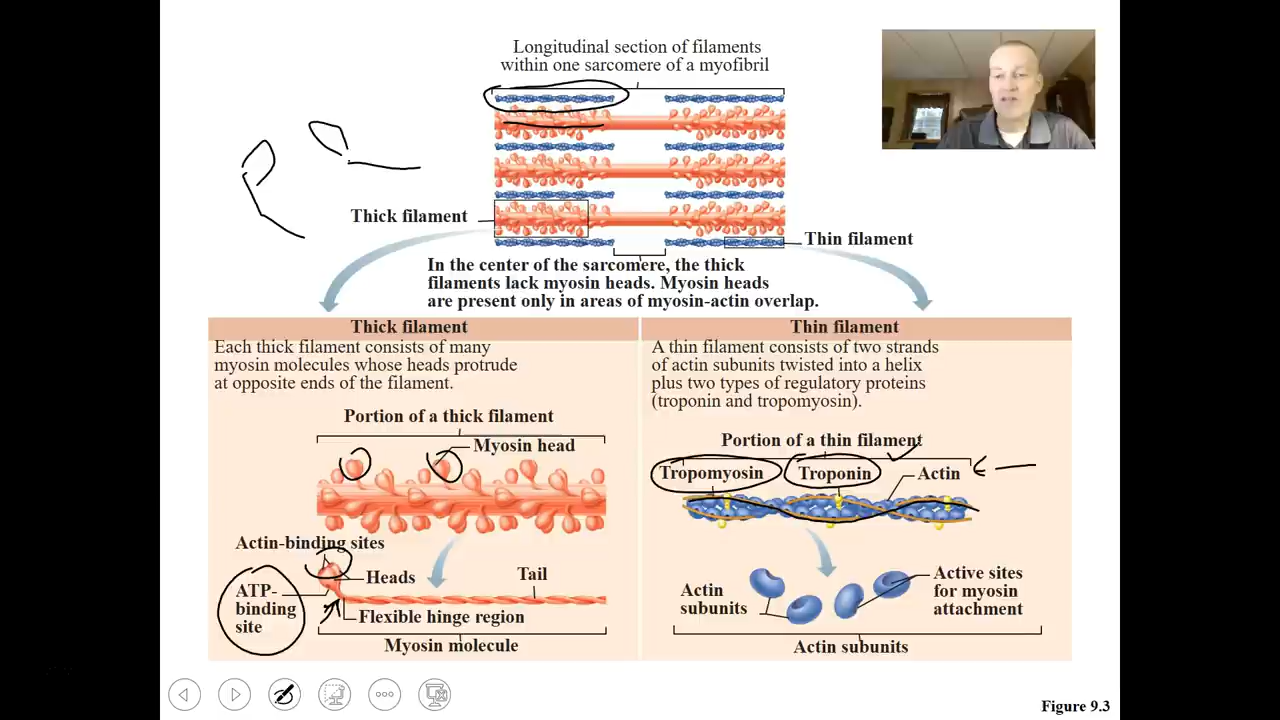 Longitudinal section of filaments
within one sarcomere of a myofibril
Thick filament
Thin filament
In the center of the sarcomere, the thick
filaments lack myosin heads. Myosin heads
are present only in areas of myosin-actin overlap.
Thick filament
Each thick filament consists of many
myosin molecules whose heads protrude
at opposite ends of the filament.
Portion of a thick filament
Myosin head
Actin-binding sites
Heads
Tail
ATP-
binding
site
Flexible hinge region
Myosin molecule
Thin filament
A thin filament consists of two strands
of actin subunits twisted into a helix
plus two types of regulatory proteins
(troponin and tropomyosin).
Portion of a thin filament
Tropomyosin
Troponin
Actin
Actin
subunits
Active sites
for myosin
attachment
Actin subunits
Figure 9.3